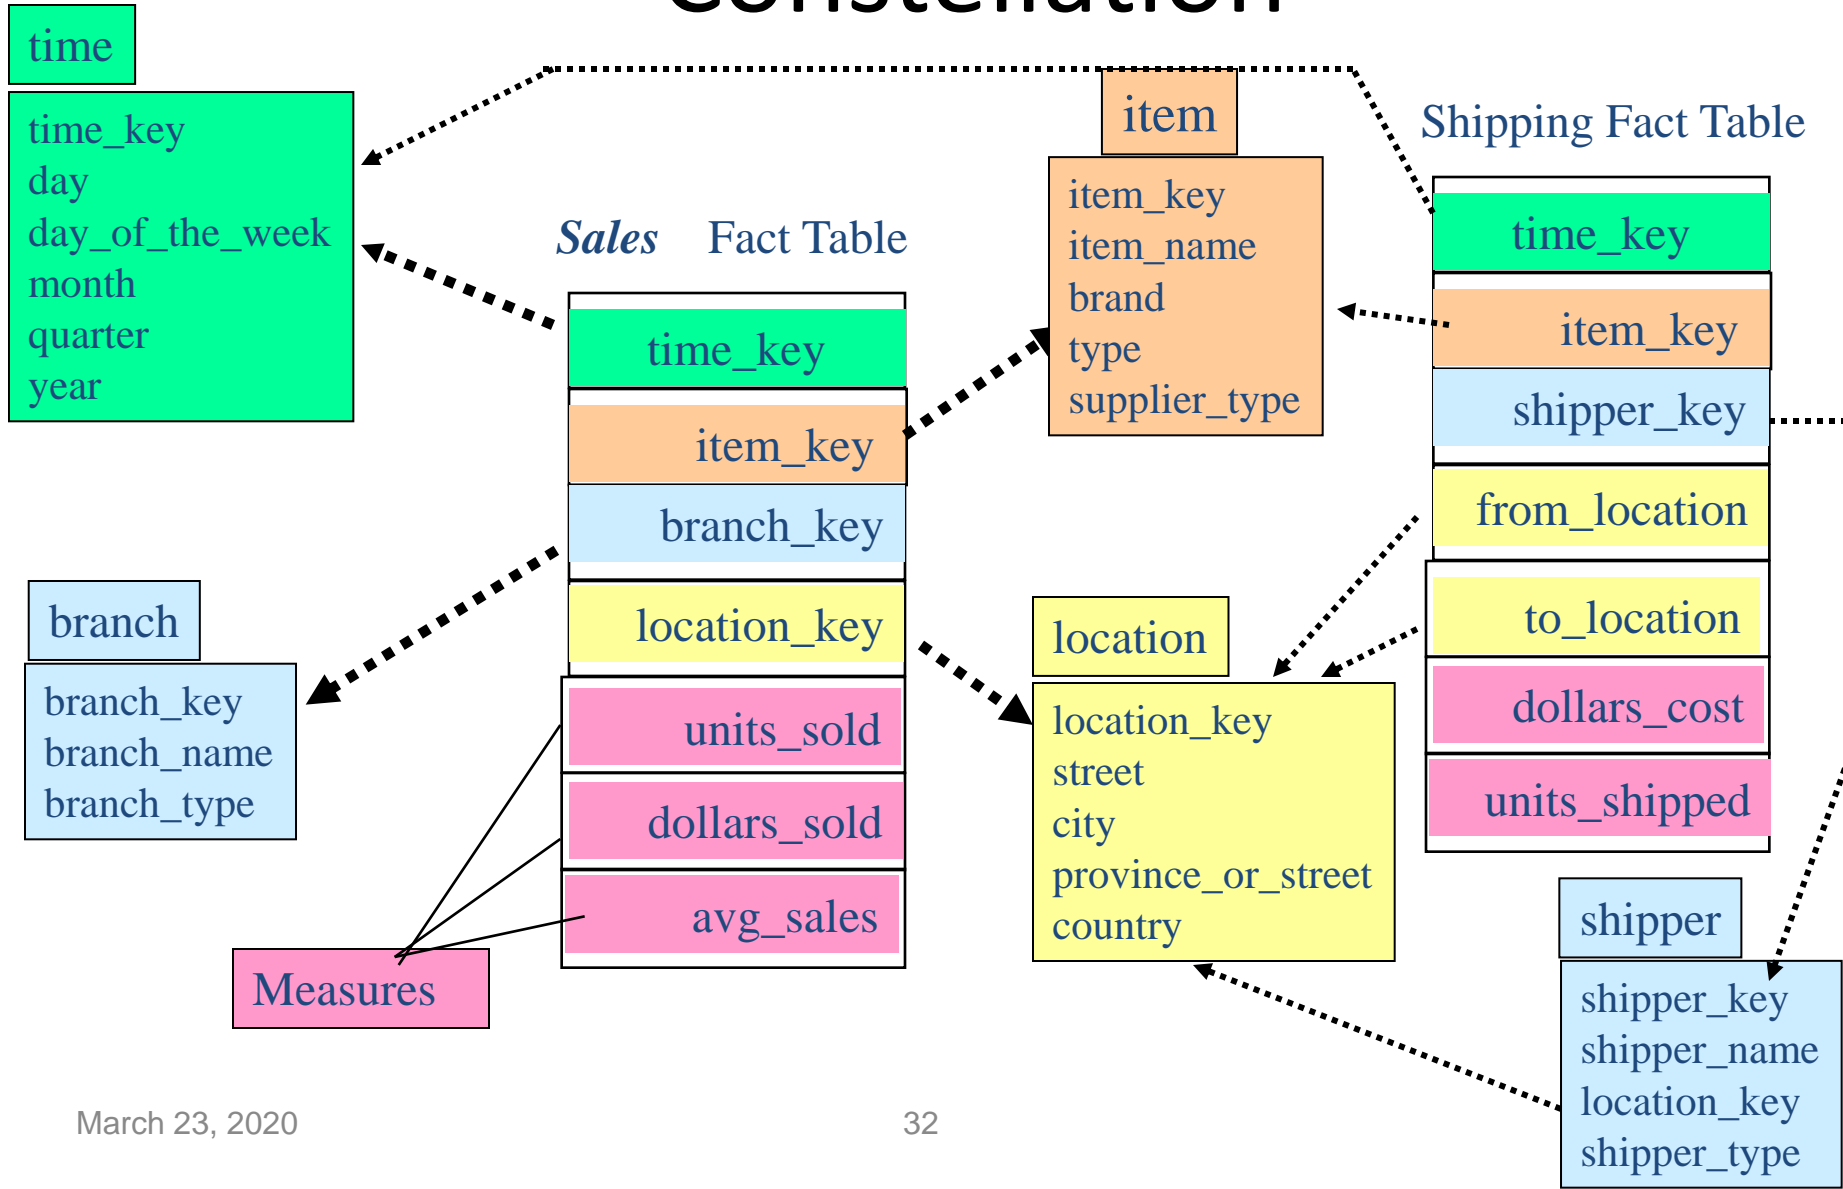 Constellation
time
time_key
day
day_of_the_week
month
quarter
year
item
item_key
item_name
brand
type
supplier_type
Shipping Fact Table
time_key
item_key
shipper_key
from_location
to_location
dollars_cost
units_shipped
Sales Fact Table
time_key
item_key
branch_key
location_key
units_sold
dollars_sold
avg_sales
branch
branch_key
branch_name
branch_type
location
location_key
street
city
province_or_street
country
Measures
shipper
shipper_key
shipper_name
location_key
shipper_type
March 23, 2020
32